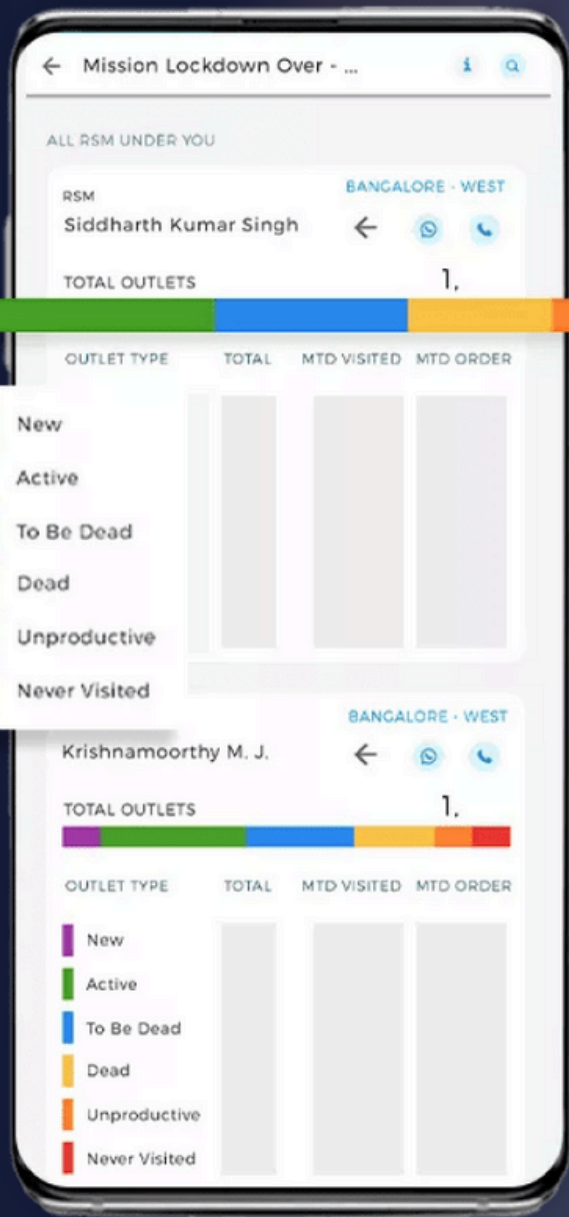 Mission Lockdown Over - ...
ALL RSM UNDER YOU
BANGALORE - WEST
RSM
Siddharth Kumar Singh
TOTAL OUTLETS 1,
OUTLET TYPE TOTAL MTD VISITED MTD ORDER
New
Active
To Be Dead
Dead
Unproductive
Never Visited
BANGALORE - WEST
Krishnamoorthy M. J.
TOTAL OUTLETS 1,
OUTLET TYPE TOTAL MTD VISITED MTD ORDER
New
Active
To Be Dead
Dead
Unproductive
Never Visited